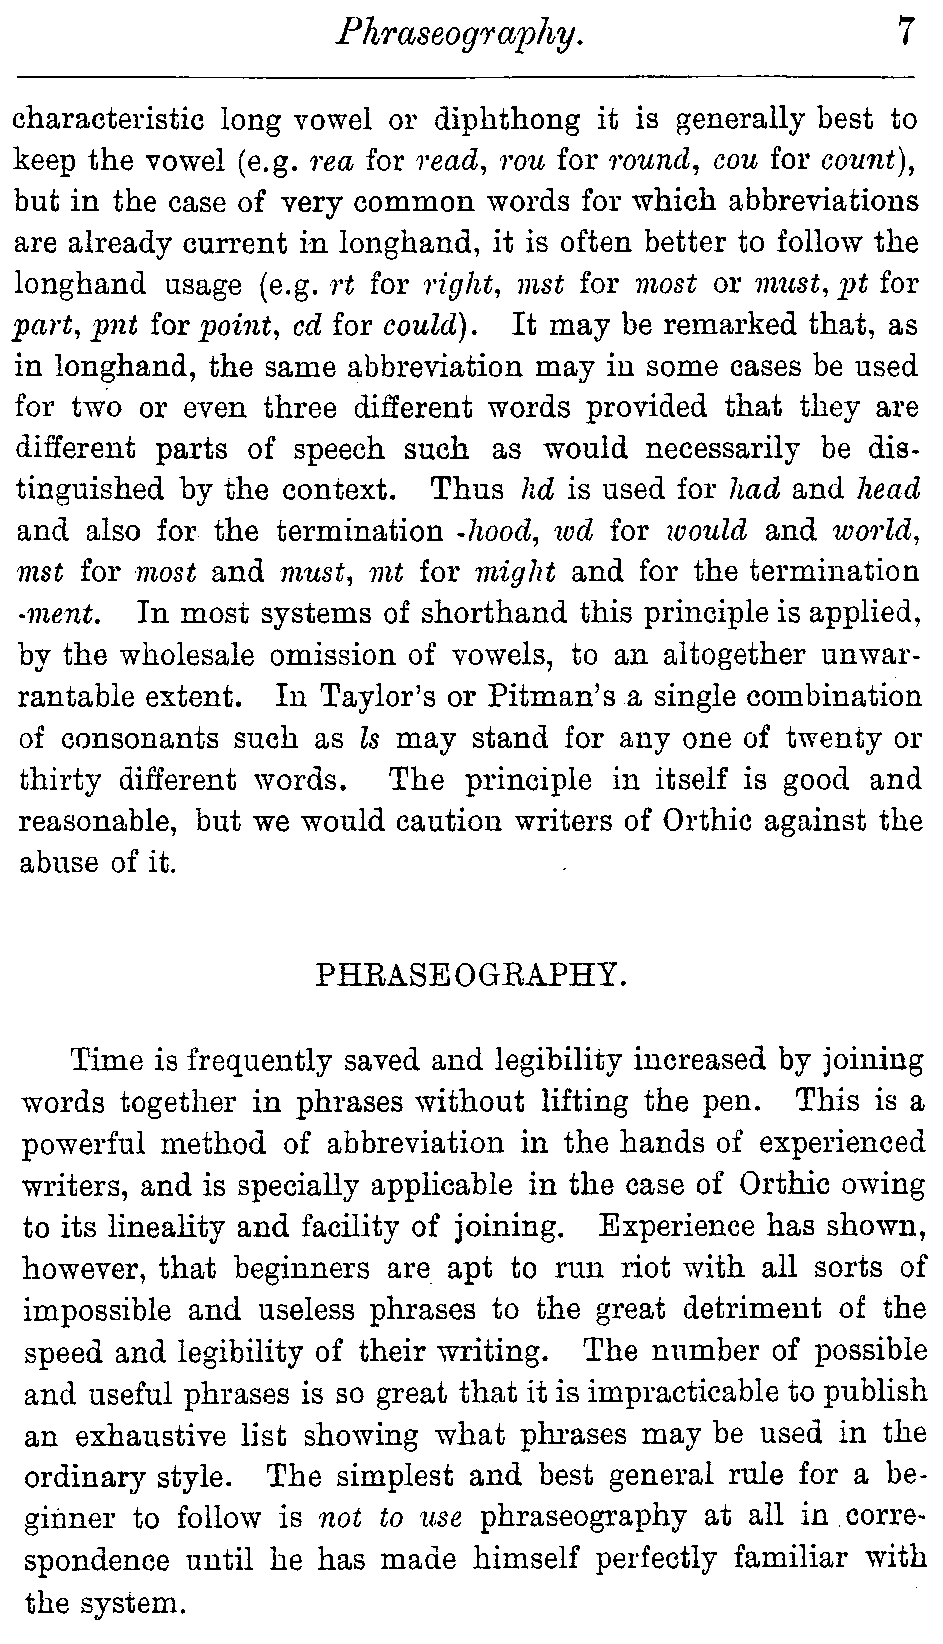 Phraseography. 7
characteristic long vowel or diphthong it is generally best to
keep the vowel (e.g. rea for read, rou for round, cou for count),
but in the case of very common words for which abbreviations
are already current in longhand, it is often better to follow the
longhand usage (e.g. rt for right, mst for most or must, pt for
part, pnt for point, cd for could). It may be remarked that, as
in longhand, the same abbreviation may in some cases be used
for two or even three different words provided that they are
different parts of speech such as would necessarily be dis-
tinguished by the context. Thus hd is used for had and head
and also for the termination -hood, wd for would and world,
mst for most and must, mt for might and for the termination
-ment. In most systems of shorthand this principle is applied,
by the wholesale omission of vowels, to an altogether unwar-
rantable extent. In Taylor's or Pitman's a single combination
of consonants such as ls may stand for any one of twenty or
thirty different words. The principle in itself is good and
reasonable, but we would caution writers of Orthic against the
abuse of it.
PHRASEOGRAPHY.
Time is frequently saved and legibility increased by joining
words together in phrases without lifting the pen. This is a
powerful method of abbreviation in the hands of experienced
writers, and is specially applicable in the case of Orthic owing
to its lineality and facility of joining. Experience has shown,
however, that beginners are apt to run riot with all sorts of
impossible and useless phrases to the great detriment of the
speed and legibility of their writing. The number of possible
and useful phrases is so great that it is impracticable to publish
an exhaustive list showing what phrases may be used in the
ordinary style. The simplest and best general rule for a be-
ginner to follow is not to use phraseography at all in corre-
spondence until he has made himself perfectly familiar with
the system.